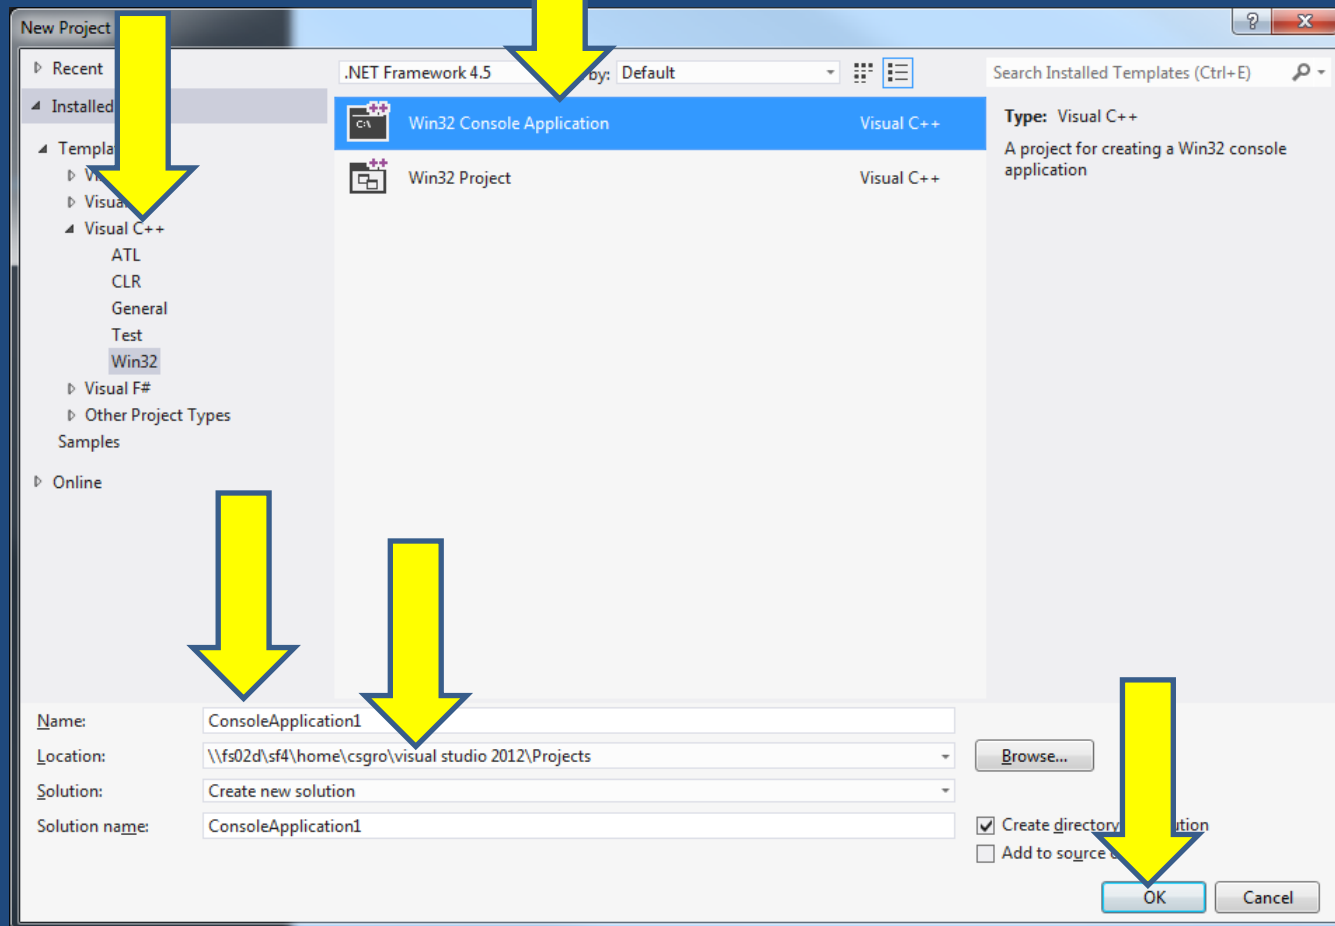 New Project
Recent
.NET Framework 4.5
by: Default
Search Installed Templates (Ctrl+E)
Installed
Win32 Console Application
Visual C++
Type: Visual C++
A project for creating a Win32 console
application
Win32 Project
Visual C++
Visual C++
ATL
CLR
General
Test
Win32
Visual F#
Other Project Types
Samples
Online
Name:
ConsoleApplication1
Location:
\\fs02d\sf4\home\csgro\visual studio 2012\Projects
Browse...
Solution:
Create new solution
Solution name:
ConsoleApplication1
Create directory
Add to source
OK
Cancel